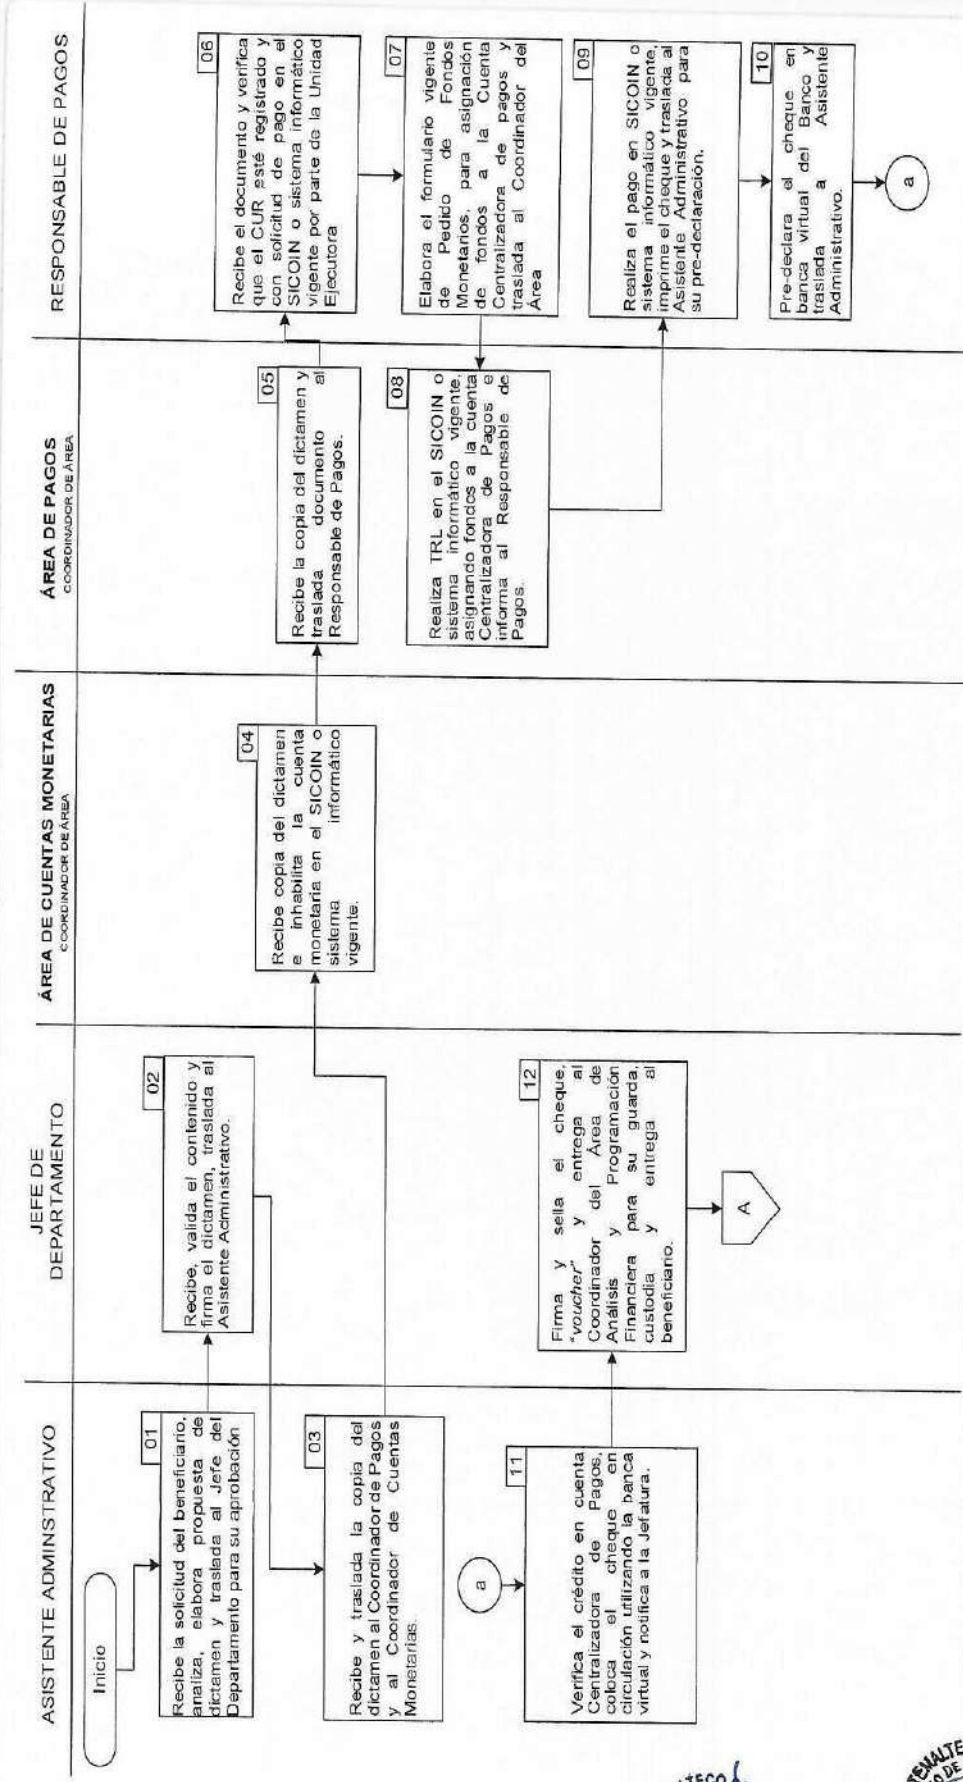 ASISTENTE ADMINSTRATIVO
JEFE DE
DEPARTAMENTO
ÁREA DE CUENTAS MONETARIAS
COORDINADOR DE ÁREA
ÁREA DE PAGOS
COORDINADOR DE ÁREA
RESPONSABLE DE PAGOS
Inicio
01
Recibe la solicitud del beneficiario,
analiza, elabora propuesta de
dictamen y traslada al Jefe del
Departamento para su aprobación
02
Recibe, valida el contenido y
firma el dictamen, traslada al
Asistente Administrativo.
03
Recibe y traslada la copia del
dictamen al Coordinador de Pagos
y al Coordinador de Cuentas
Monetarias.
04
Recibe copia del dictamen
e inhabilita la cuenta
monetaria en el SICOIN o
sistema informático
vigente.
05
Recibe la copia del dictamen y
traslada documento al
Responsable de Pagos.
06
Recibe el documento y verifica
que el CUR esté registrado y
con solicitud de pago en el
SICOIN o sistema informático
vigente por parte de la Unidad
Ejecutora
07
Elabora el formulario vigente
de Pedido de Fondos
Monetarios, para asignación
de fondos a la Cuenta
Centralizadora de pagos y
traslada al Coordinador del
Área
08
Realiza TRL en el SICOIN o
sistema informático vigente,
asignando fondos a la cuenta
Centralizadora de Pagos e
informa al Responsable de
Pagos.
09
Realiza el pago en SICOIN o
sistema informático vigente,
imprime el cheque y traslada al
Asistente Administrativo para
su pre-declaración.
10
Pre-declara el cheque en
banca virtual del Banco y
traslada a Asistente
Administrativo.
a
a
11
Verifica el crédito en cuenta
Centralizadora de Pagos,
coloca el cheque en
circulación utilizando la banca
virtual y notifica a la Jefatura.
12
Firma y sella el cheque,
"voucher" y entrega al
Coordinador del Área de
Análisis y Programación
Financiera para su guarda,
custodia y entrega al
beneficiario.
A